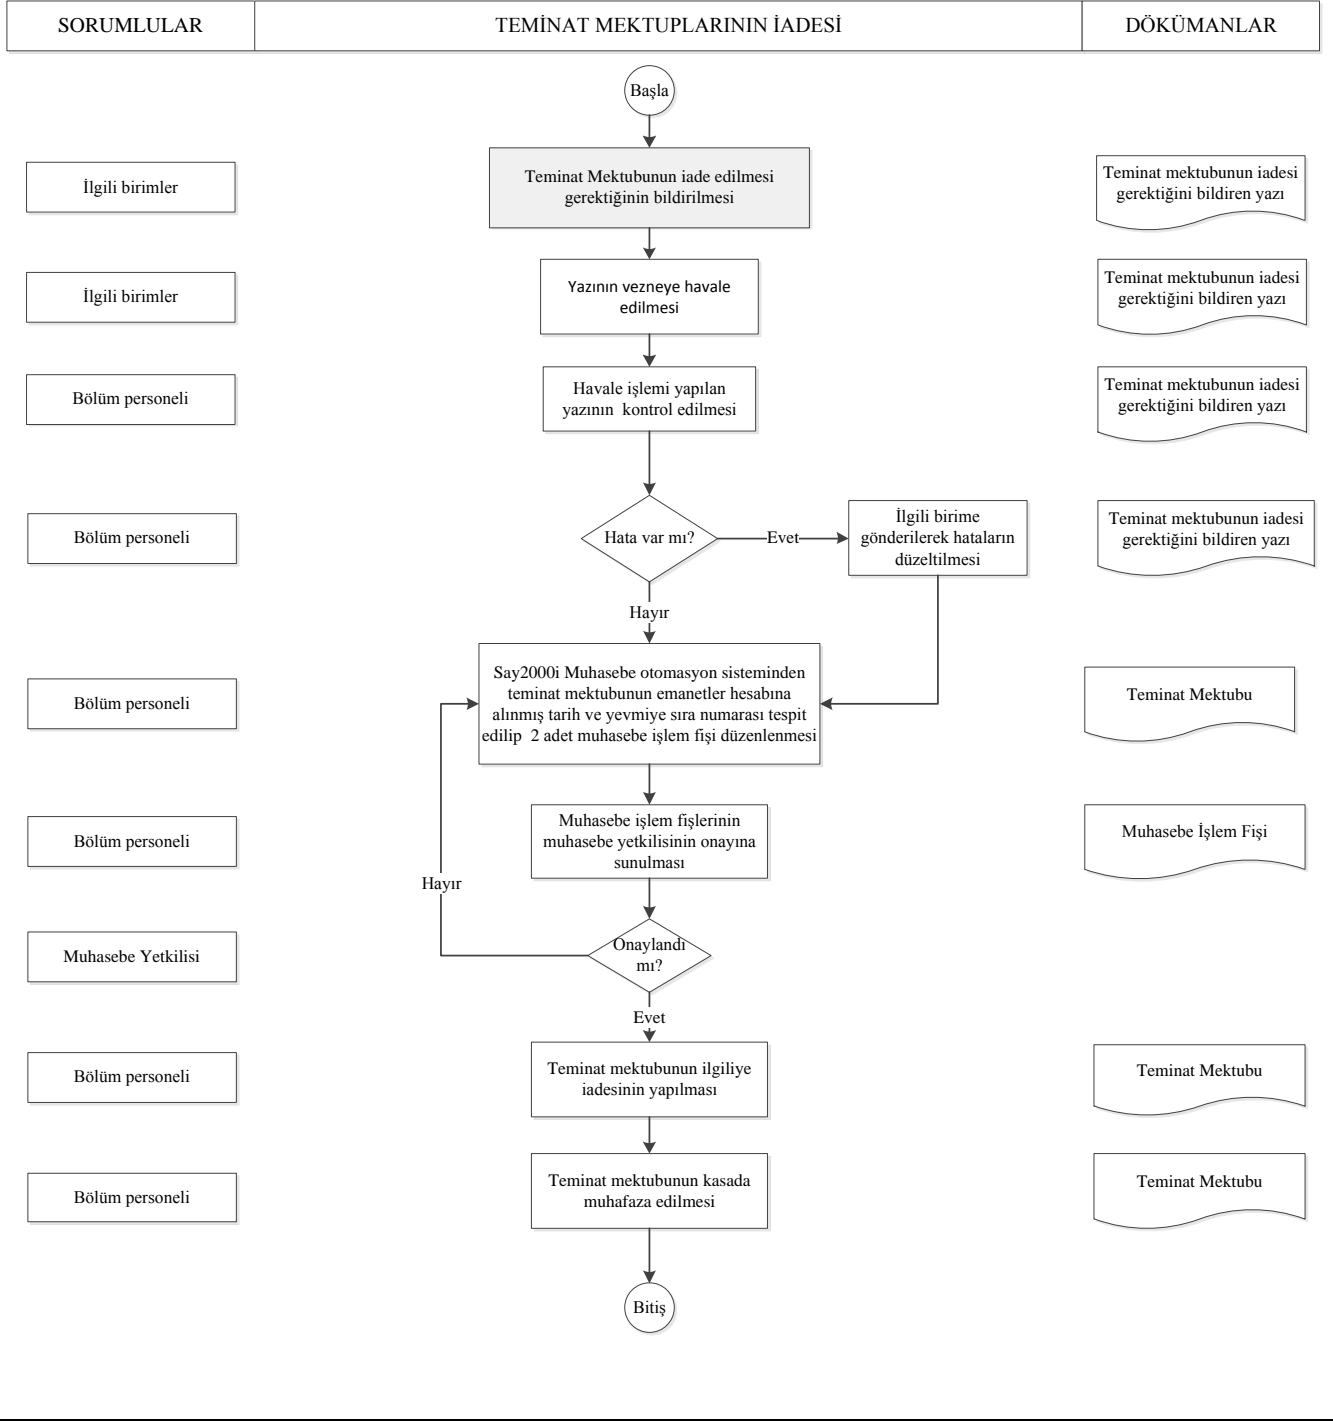 SORUMLULAR
TEMİNAT MEKTUPLARININ İADESİ
DÖKÜMANLAR
Başla
İlgili birimler
Teminat Mektubunun iade edilmesi
gerektiğinin bildirilmesi
Teminat mektubunun iadesi
gerektiğini bildiren yazı
İlgili birimler
Yazının vezneye havale
edilmesi
Teminat mektubunun iadesi
gerektiğini bildiren yazı
Bölüm personeli
Havale işlemi yapılan
yazının  kontrol edilmesi
Teminat mektubunun iadesi
gerektiğini bildiren yazı
Bölüm personeli
Hata var mı?
Evet
İlgili birime
gönderilerek hataların
düzeltilmesi
Teminat mektubunun iadesi
gerektiğini bildiren yazı
Hayır
Bölüm personeli
Say2000i Muhasebe otomasyon sisteminden
teminat mektubunun emanetler hesabına
alınmış tarih ve yevmiye sıra numarası tespit
edilip  2 adet muhasebe işlem fişi düzenlenmesi
Teminat Mektubu
Bölüm personeli
Muhasebe işlem fişlerinin
muhasebe yetkilisinin onayına
sunulması
Muhasebe İşlem Fişi
Hayır
Muhasebe Yetkilisi
Onaylandı
mı?
Evet
Bölüm personeli
Teminat mektubunun ilgiliye
iadesinin yapılması
Teminat Mektubu
Bölüm personeli
Teminat mektubunun kasada
muhafaza edilmesi
Teminat Mektubu
Bitiş